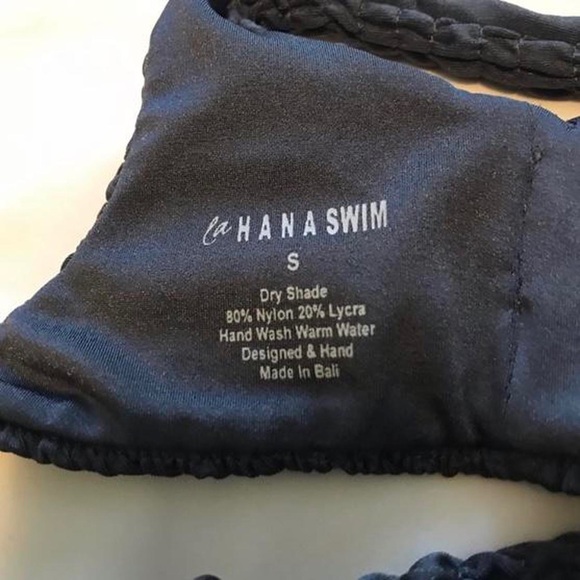 la HANA SWIM
S
Dry Shade
80% Nylon 20% Lycra
Hand Wash Warm Water
Designed & Hand
Made In Bali